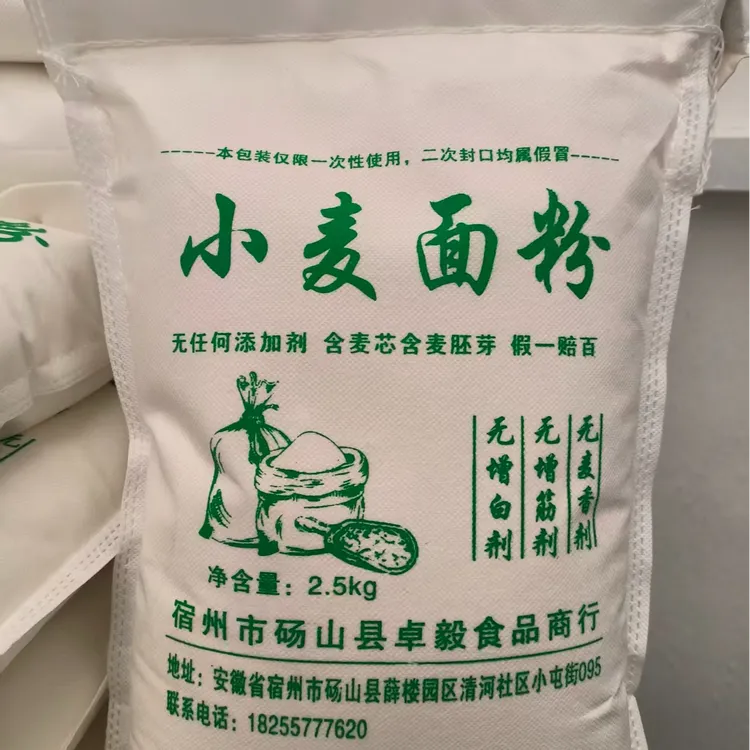 -----本包装仅限一次性使用，二次封口均属假冒-----
小麦面粉
无任何添加剂 含麦芯含麦胚芽 假一赔百
无增白剂
无增筋剂
无麦香剂
净含量：2.5kg
宿州市砀山县卓毅食品商行
地址：安徽省宿州市砀山县薛楼园区清河社区小屯街095
联系电话：18255777620